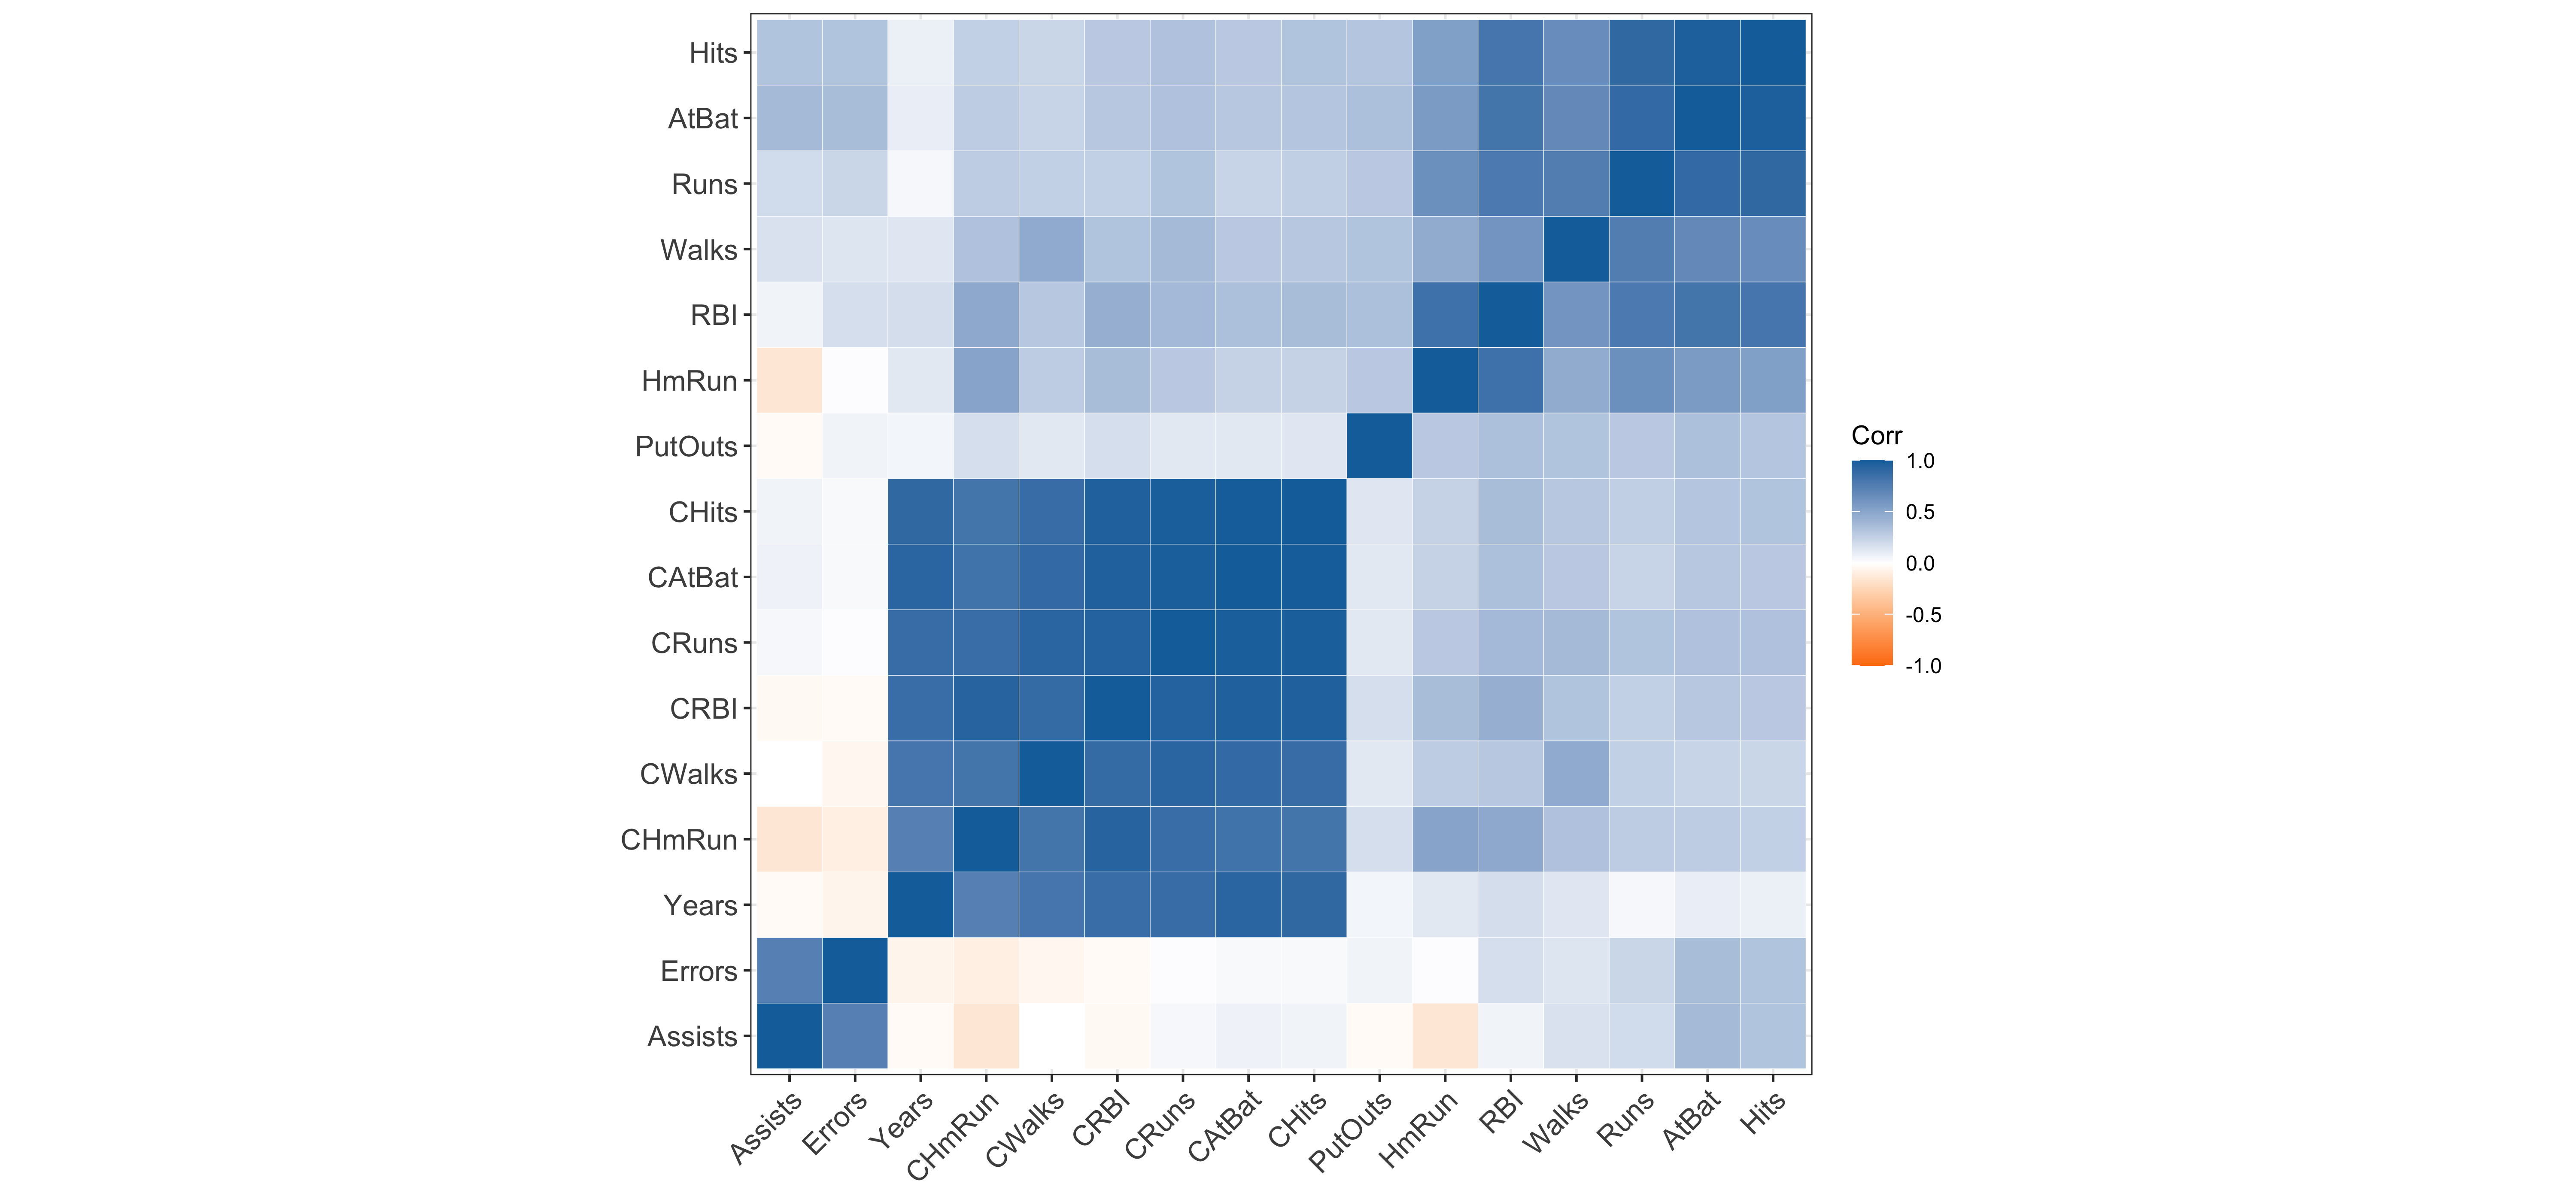 Hits
AtBat
Runs
Walks
RBI
HmRun
PutOuts
CHits
CAtBat
CRuns
CRBI
CWalks
CHmRun
Years
Errors
Assists
Assists
Errors
Years
CHmRun
CWalks
CRBI
CRuns
CAtBat
CHits
PutOuts
HmRun
RBI
Walks
Runs
AtBat
Hits
Corr
1.0
0.5
0.0
-0.5
-1.0